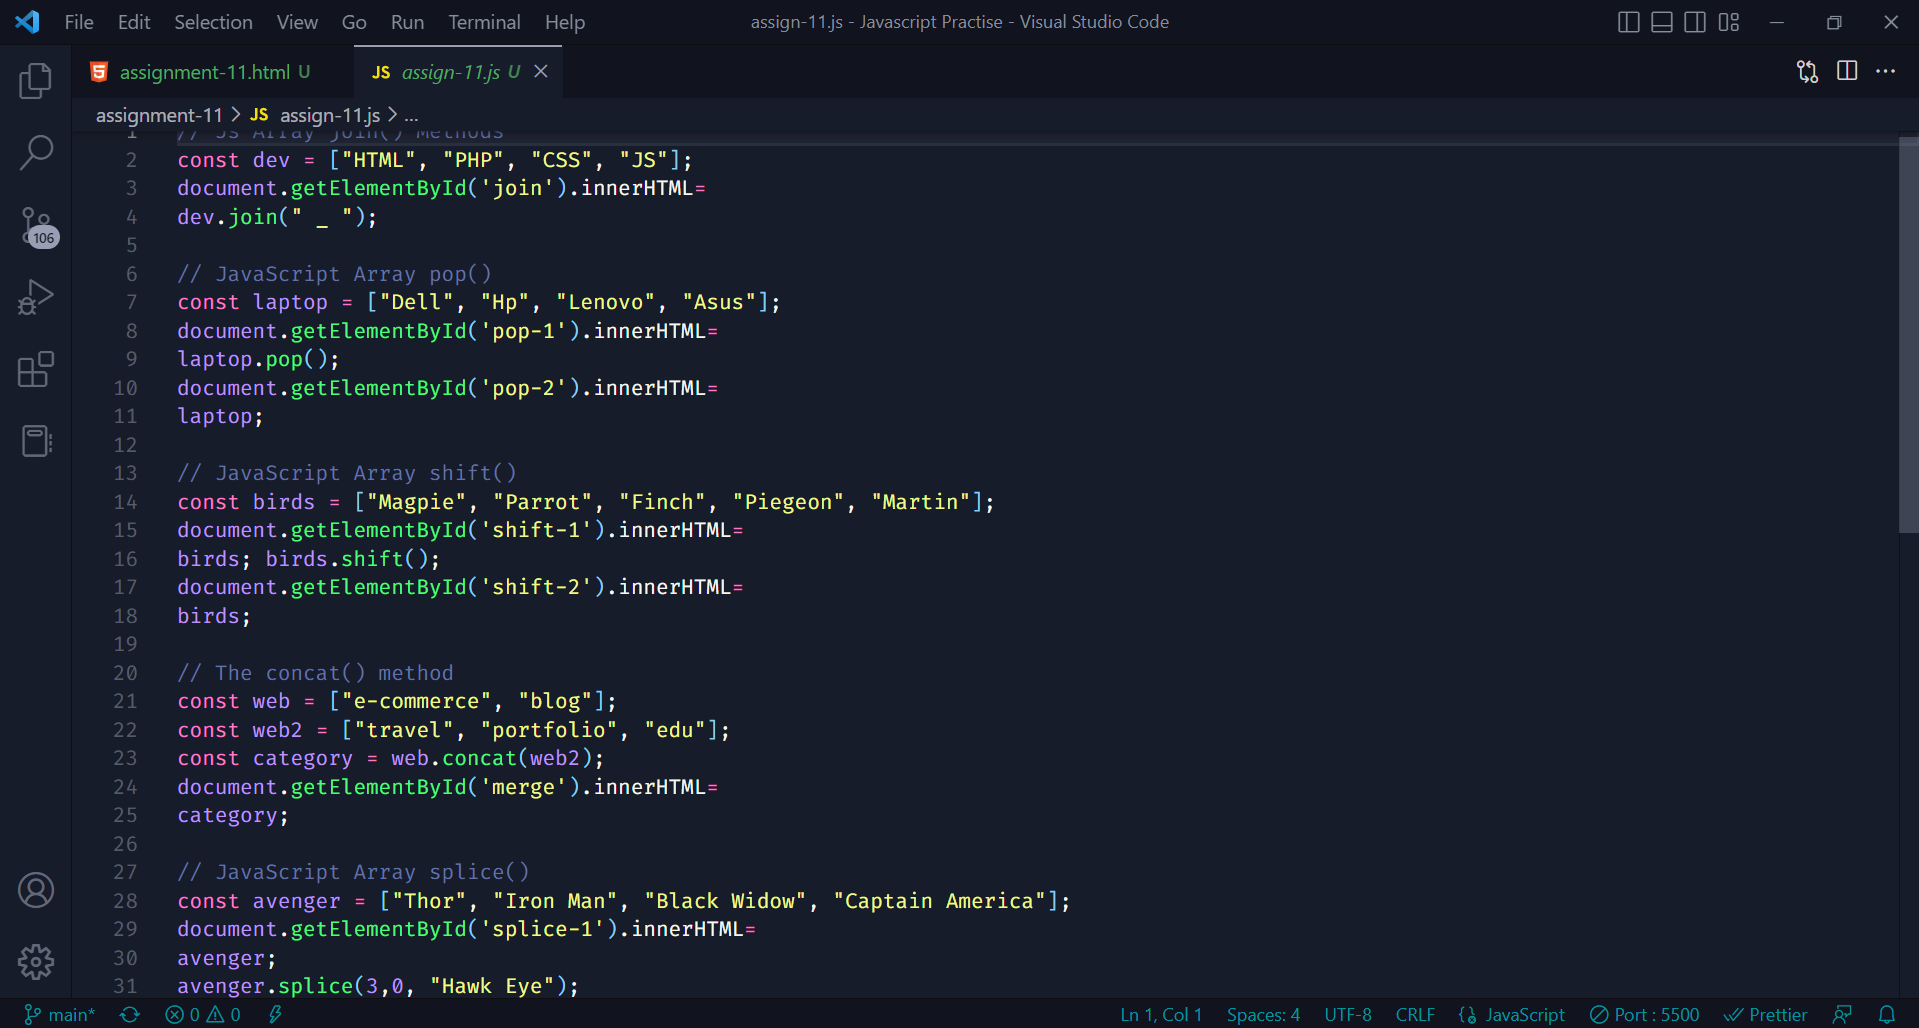 File Edit Selection View Go Run Terminal Help
assign-11.js - Javascript Practise - Visual Studio Code
assignment-11.html U
JS assign-11.js U
assignment-11 > JS assign-11.js > ...
1 // Js Array join() Methods
2 const dev = ["HTML", "PHP", "CSS", "JS"];
3 document.getElementById('join').innerHTML=
4 dev.join(" _ ");
5
6 // JavaScript Array pop()
7 const laptop = ["Dell", "Hp", "Lenovo", "Asus"];
8 document.getElementById('pop-1').innerHTML=
9 laptop.pop();
10 document.getElementById('pop-2').innerHTML=
11 laptop;
12
13 // JavaScript Array shift()
14 const birds = ["Magpie", "Parrot", "Finch", "Piegeon", "Martin"];
15 document.getElementById('shift-1').innerHTML=
16 birds; birds.shift();
17 document.getElementById('shift-2').innerHTML=
18 birds;
19
20 // The concat() method
21 const web = ["e-commerce", "blog"];
22 const web2 = ["travel", "portfolio", "edu"];
23 const category = web.concat(web2);
24 document.getElementById('merge').innerHTML=
25 category;
26
27 // JavaScript Array splice()
28 const avenger = ["Thor", "Iron Man", "Black Widow", "Captain America"];
29 document.getElementById('splice-1').innerHTML=
30 avenger;
31 avenger.splice(3,0, "Hawk Eye");
106
main* 0 0 Ln 1, Col 1 Spaces: 4 UTF-8 CRLF JavaScript Port : 5500 Prettier